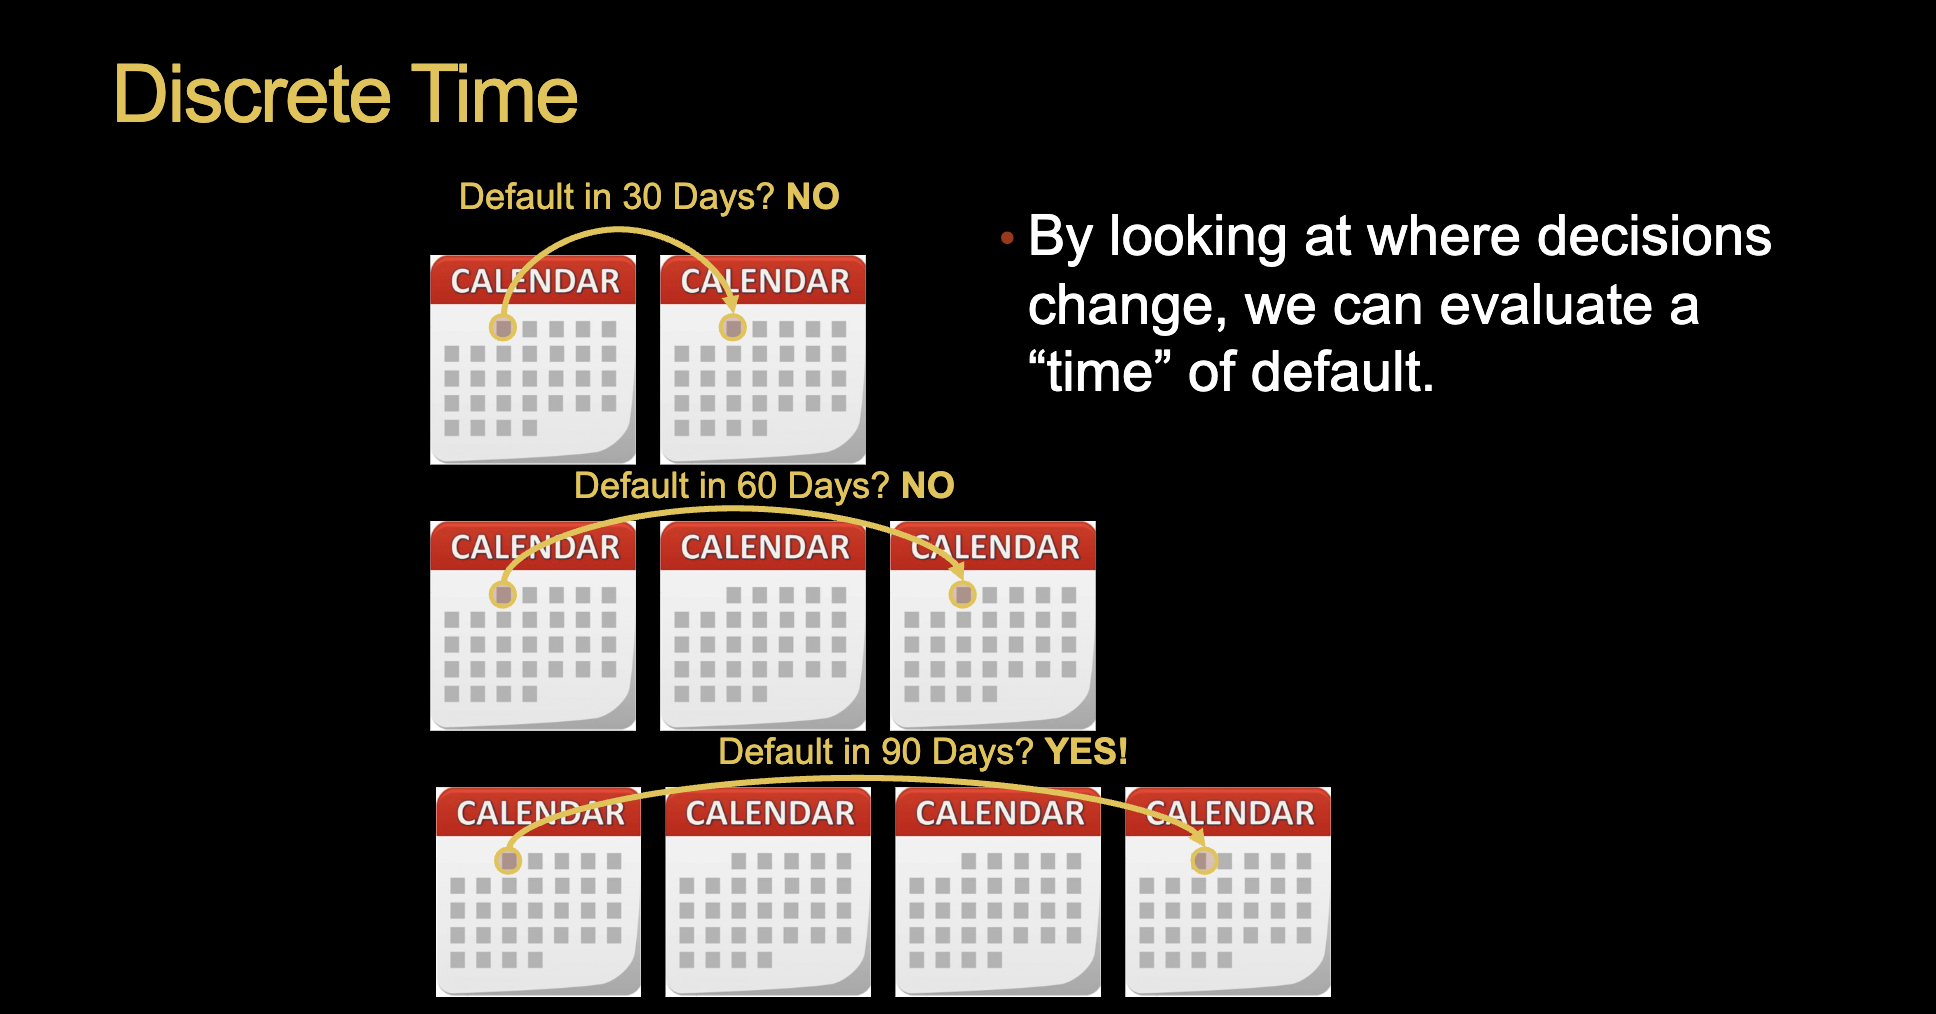 Discrete Time
Default in 30 Days? NO
CALENDAR CALENDAR
Default in 60 Days? NO
CALENDAR CALENDAR CALENDAR
Default in 90 Days? YES!
CALENDAR CALENDAR CALENDAR CALENDAR
• By looking at where decisions
change, we can evaluate a
“time” of default.